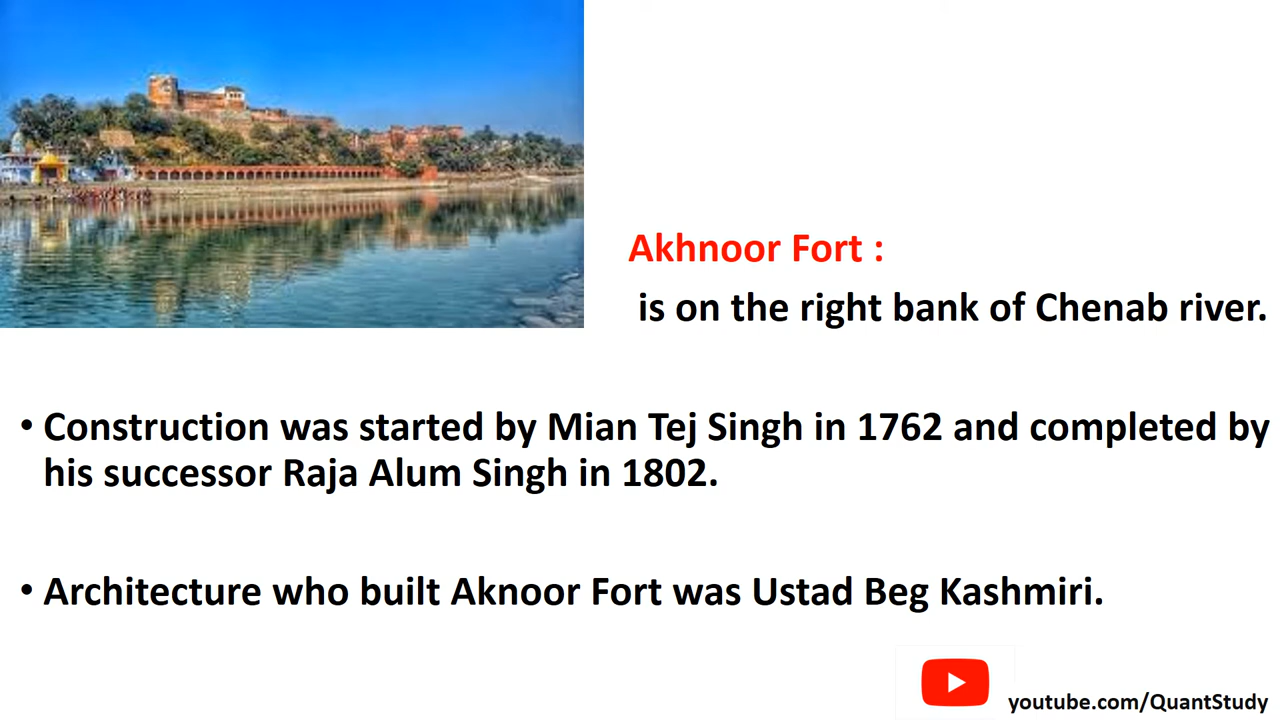 Akhnoor Fort :
is on the right bank of Chenab river.
• Construction was started by Mian Tej Singh in 1762 and completed by
his successor Raja Alum Singh in 1802.
• Architecture who built Aknoor Fort was Ustad Beg Kashmiri.
youtube.com/QuantStudy